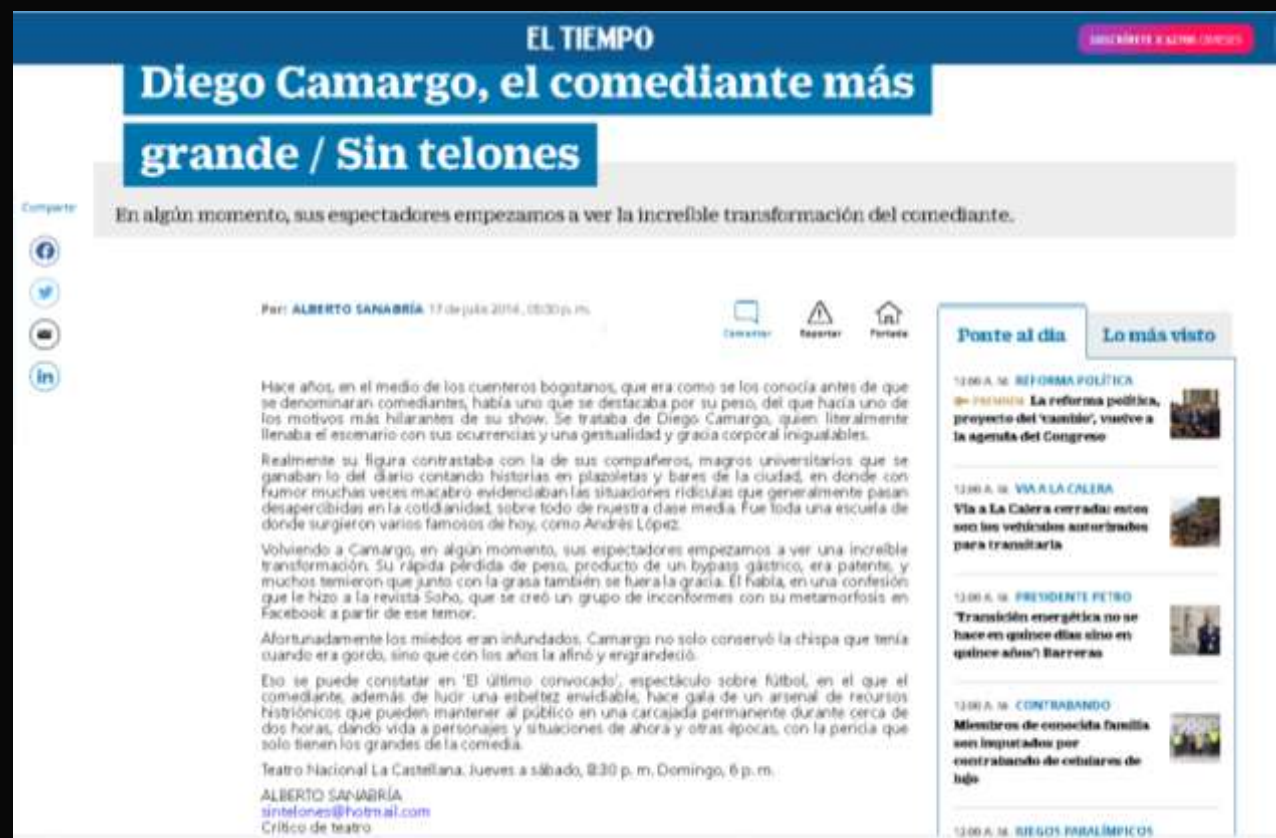 EL TIEMPO
SUSCRÍBETE X
Diego Camargo, el comediante más
grande / Sin telones
Comparte
En algún momento, sus espectadores empezamos a ver la increíble transformación del comediante.
Por: ALBERTO SANABRÍA 17 de julio 2014, p. m.
Comentar
Reportar
Portada
Hace años, en el medio de los cuenteros bogotanos, que era como se los conocía antes de que
se denominaran comediantes, había uno que se destacaba por su peso, del que hacía uno de
los motivos más hilarantes de su show. Se trataba de Diego Camargo, quien literalmente
llenaba el escenario con sus ocurrencias y una gestualidad y gracia corporal inigualables.
Realmente su figura contrastaba con la de sus compañeros, magros universitarios que se
ganaban lo del diario contando historias en plazoletas y bares de la ciudad, en donde con
humor muchas veces macabro evidenciaban las situaciones ridículas que generalmente pasan
desapercibidas en la cotidianidad, sobre todo de nuestra clase media. Fue toda una escuela de
donde surgieron varios famosos de hoy, como Andrés López.
Volviendo a Camargo, en algún momento, sus espectadores empezamos a ver una increíble
transformación. Su rápida pérdida de peso, producto de un bypass gástrico, era patente, y
muchos temieron que junto con la grasa también se fuera la gracia. Él habla, en una confesión
que le hizo a la revista Soho, que se creó un grupo de inconformes con su metamorfosis en
Facebook a partir de ese temor.
Afortunadamente los miedos eran infundados. Camargo no solo conservó la chispa que tenía
cuando era gordo, sino que con los años la afinó y engrandeció.
Eso se puede constatar en 'El último convocado', espectáculo sobre fútbol, en el que el
comediante, además de lucir una esbeltez envidiable, hace gala de un arsenal de recursos
histriónicos que pueden mantener al público en una carcajada permanente durante cerca de
dos horas, dando vida a personajes y situaciones de ahora y otras épocas, con la pericia que
solo tienen los grandes de la comedia.
Teatro Nacional La Castellana. Jueves a sábado, 8:30 p. m. Domingo, 6 p. m.
ALBERTO SANABRÍA
sintelones@hotmail.com
Crítico de teatro
Ponte al día
Lo más visto
12:00 A. M. REFORMA POLÍTICA
PREMIUM La reforma política,
proyecto del 'cambio', vuelve a
la agenda del Congreso
12:00 A. M. VIA A LA CALERA
Vía a La Calera cerrada: estos
son los vehículos autorizados
para transitarla
12:00 A. M. PRESIDENTE PETRO
'Transición energética no se
hace en quince días sino en
quince años': Barreras
12:00 A. M. CONTRABANDO
Miembros de conocida familia
son imputados por
contrabando de celulares de
lujo
12:00 A. M. JUEGOS PARALÍMPICOS